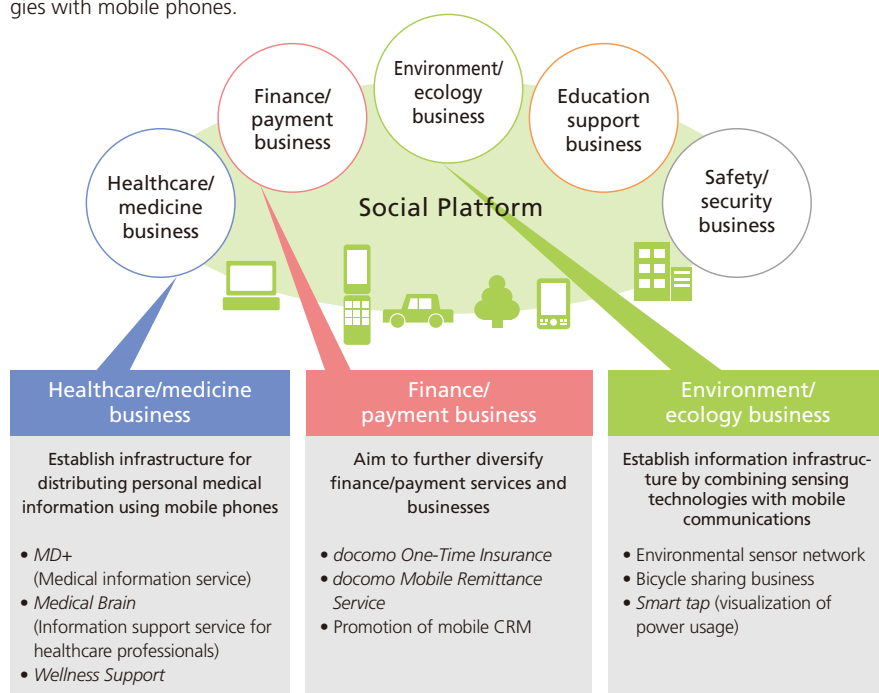 gies with mobile phones.
Environment/
ecology
business
Finance/
payment
business
Education
support
business
Healthcare/
medicine
business
Safety/
security
business
Social Platform
Healthcare/medicine
business
Establish infrastructure for
distributing personal medical
information using mobile phones
• MD+
(Medical information service)
• Medical Brain
(Information support service for
healthcare professionals)
• Wellness Support
Finance/
payment business
Aim to further diversify
finance/payment services and
businesses
• docomo One-Time Insurance
• docomo Mobile Remittance
Service
• Promotion of mobile CRM
Environment/
ecology business
Establish information infrastruc-
ture by combining sensing
technologies with mobile
communications
• Environmental sensor network
• Bicycle sharing business
• Smart tap (visualization of
power usage)